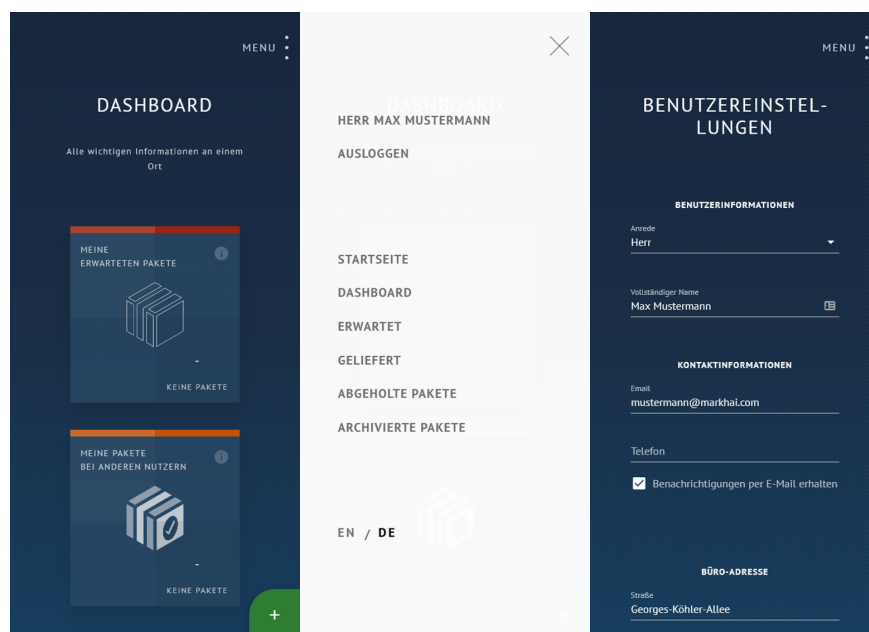 MENU
DASHBOARD
Alle wichtigen Informationen an einem
Ort
MEINE
ERWARTETEN PAKETE
-
KEINE PAKETE
MEINE PAKETE
BEI ANDEREN NUTZERN
-
KEINE PAKETE
+
HERR MAX MUSTERMANN
AUSLOGGEN
STARTSEITE
DASHBOARD
ERWARTET
GELIEFERT
ABGEHOLTE PAKETE
ARCHIVIERTE PAKETE
EN / DE
MENU
BENUTZEREINSTEL-
LUNGEN
BENUTZERINFORMATIONEN
Anrede
Herr
Vollständiger Name
Max Mustermann
KONTAKTINFORMATIONEN
Email
mustermann@markhai.com
Telefon
Benachrichtigungen per E-Mail erhalten
BÜRO-ADRESSE
Straße
Georges-Köhler-Allee